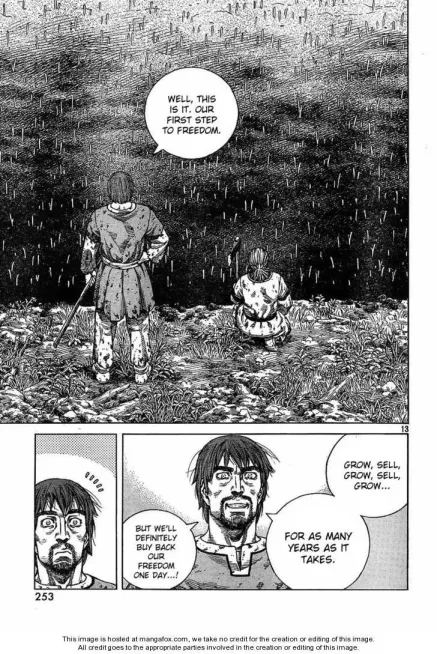 WELL, THIS
IS IT. OUR
FIRST STEP
TO FREEDOM.
13
GROW, SELL,
GROW, SELL,
GROW...
FOR AS MANY
YEARS AS IT
TAKES.
BUT WE'LL
DEFINITELY
BUY BACK
OUR
FREEDOM
ONE DAY...!
253
This image is hosted at mangafox.com, we take no credit for the creation or editing of this image.
All credit goes to the appropriate parties involved in the creation or editing of this image.